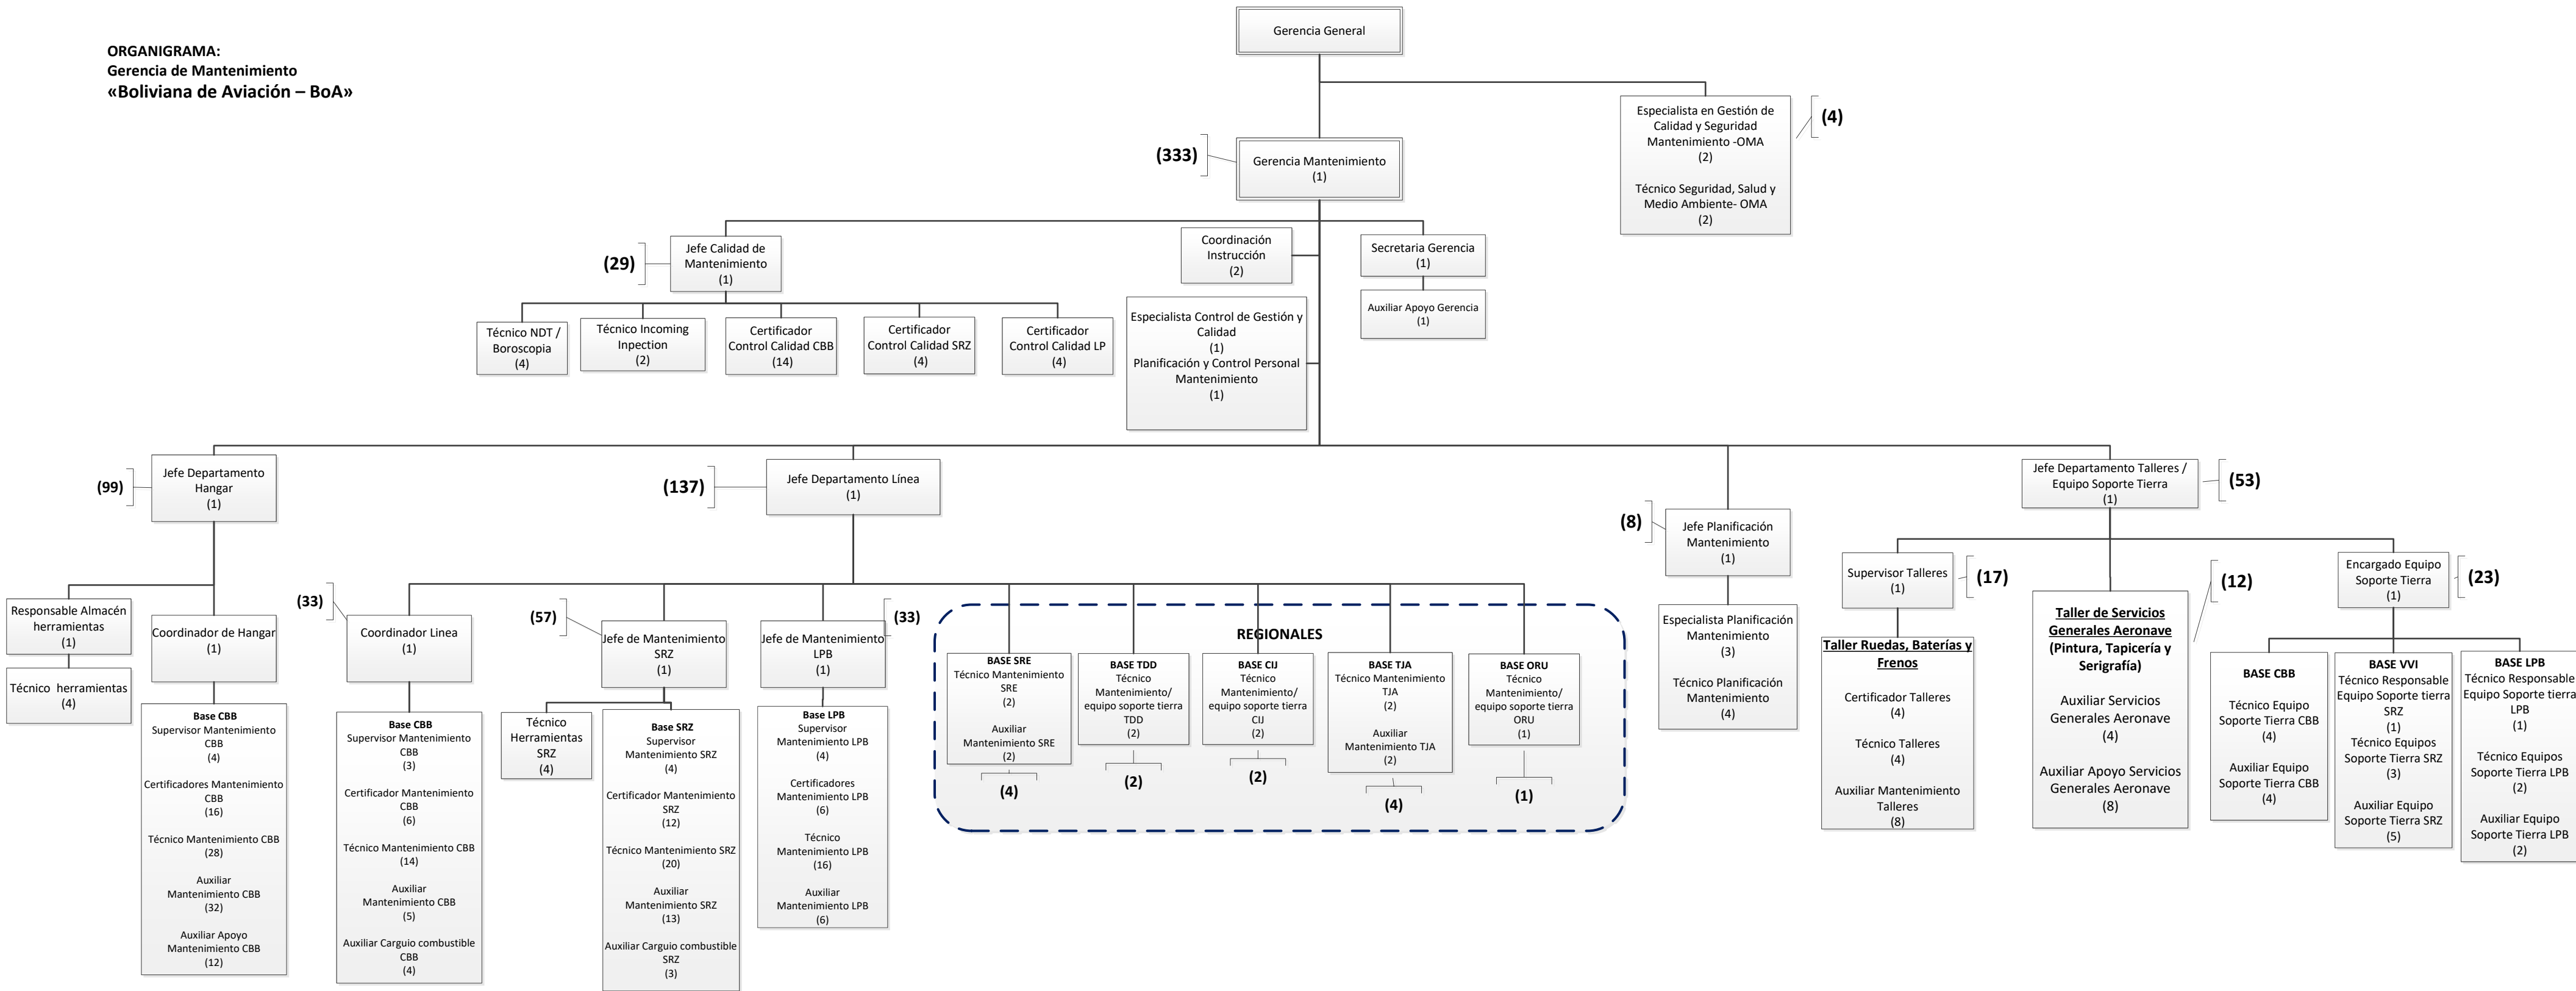 ORGANIGRAMA:
Gerencia de Mantenimiento
«Boliviana de Aviación – BoA»
Gerencia General
Especialista en Gestión de
Calidad y Seguridad
Mantenimiento -OMA
(2)
Técnico Seguridad, Salud y
Medio Ambiente- OMA
(2)
(4)
(333)
Gerencia Mantenimiento
(1)
(29)
Jefe Calidad de
Mantenimiento
(1)
Coordinación
Instrucción
(2)
Secretaria Gerencia
(1)
Auxiliar Apoyo Gerencia
(1)
Técnico NDT /
Boroscopia
(4)
Técnico Incoming
Inpection
(2)
Certificador
Control Calidad CBB
(14)
Certificador
Control Calidad SRZ
(4)
Certificador
Control Calidad LP
(4)
Especialista Control de Gestión y
Calidad
(1)
Planificación y Control Personal
Mantenimiento
(1)
(99)
Jefe Departamento
Hangar
(1)
(137)
Jefe Departamento Línea
(1)
(8)
Jefe Planificación
Mantenimiento
(1)
Jefe Departamento Talleres /
Equipo Soporte Tierra
(1)
(53)
Responsable Almacén
herramientas
(1)
Técnico herramientas
(4)
Coordinador de Hangar
(1)
Base CBB
Supervisor Mantenimiento
CBB
(4)
Certificadores Mantenimiento
CBB
(16)
Técnico Mantenimiento CBB
(28)
Auxiliar
Mantenimiento CBB
(32)
Auxiliar Apoyo
Mantenimiento CBB
(12)
(33)
Coordinador Linea
(1)
Base CBB
Supervisor Mantenimiento
CBB
(3)
Certificador Mantenimiento
CBB
(6)
Técnico Mantenimiento CBB
(14)
Auxiliar
Mantenimiento CBB
(5)
Auxiliar Carguio combustible
CBB
(4)
(57)
Jefe de Mantenimiento
SRZ
(1)
Técnico
Herramientas
SRZ
(4)
Base SRZ
Supervisor
Mantenimiento SRZ
(4)
Certificador Mantenimiento
SRZ
(12)
Técnico Mantenimiento SRZ
(20)
Auxiliar
Mantenimiento SRZ
(13)
Auxiliar Carguio combustible
SRZ
(3)
(33)
Jefe de Mantenimiento
LPB
(1)
Base LPB
Supervisor
Mantenimiento LPB
(4)
Certificadores
Mantenimiento LPB
(6)
Técnico
Mantenimiento LPB
(16)
Auxiliar
Mantenimiento LPB
(6)
REGIONALES
BASE SRE
Técnico Mantenimiento
SRE
(2)
Auxiliar
Mantenimiento SRE
(2)
(4)
BASE TDD
Técnico
Mantenimiento/
equipo soporte tierra
TDD
(2)
(2)
BASE CIJ
Técnico
Mantenimiento/
equipo soporte tierra
CIJ
(2)
(2)
BASE TJA
Técnico Mantenimiento
TJA
(2)
Auxiliar
Mantenimiento TJA
(2)
(4)
BASE ORU
Técnico
Mantenimiento/
equipo soporte tierra
ORU
(1)
(1)
Especialista Planificación
Mantenimiento
(3)
Técnico Planificación
Mantenimiento
(4)
Supervisor Talleres
(1)
(17)
Taller Ruedas, Baterías y
Frenos
Certificador Talleres
(4)
Técnico Talleres
(4)
Auxiliar Mantenimiento
Talleres
(8)
(12)
Taller de Servicios
Generales Aeronave
(Pintura, Tapicería y
Serigrafía)
Auxiliar Servicios
Generales Aeronave
(4)
Auxiliar Apoyo Servicios
Generales Aeronave
(8)
Encargado Equipo
Soporte Tierra
(1)
(23)
BASE CBB
Técnico Equipo
Soporte Tierra CBB
(4)
Auxiliar Equipo
Soporte Tierra CBB
(4)
BASE VVI
Técnico Responsable
Equipo Soporte tierra
SRZ
(1)
Técnico Equipos
Soporte Tierra SRZ
(3)
Auxiliar Equipo
Soporte Tierra SRZ
(5)
BASE LPB
Técnico Responsable
Equipo Soporte tierra
LPB
(1)
Técnico Equipos
Soporte Tierra LPB
(2)
Auxiliar Equipo
Soporte Tierra LPB
(2)